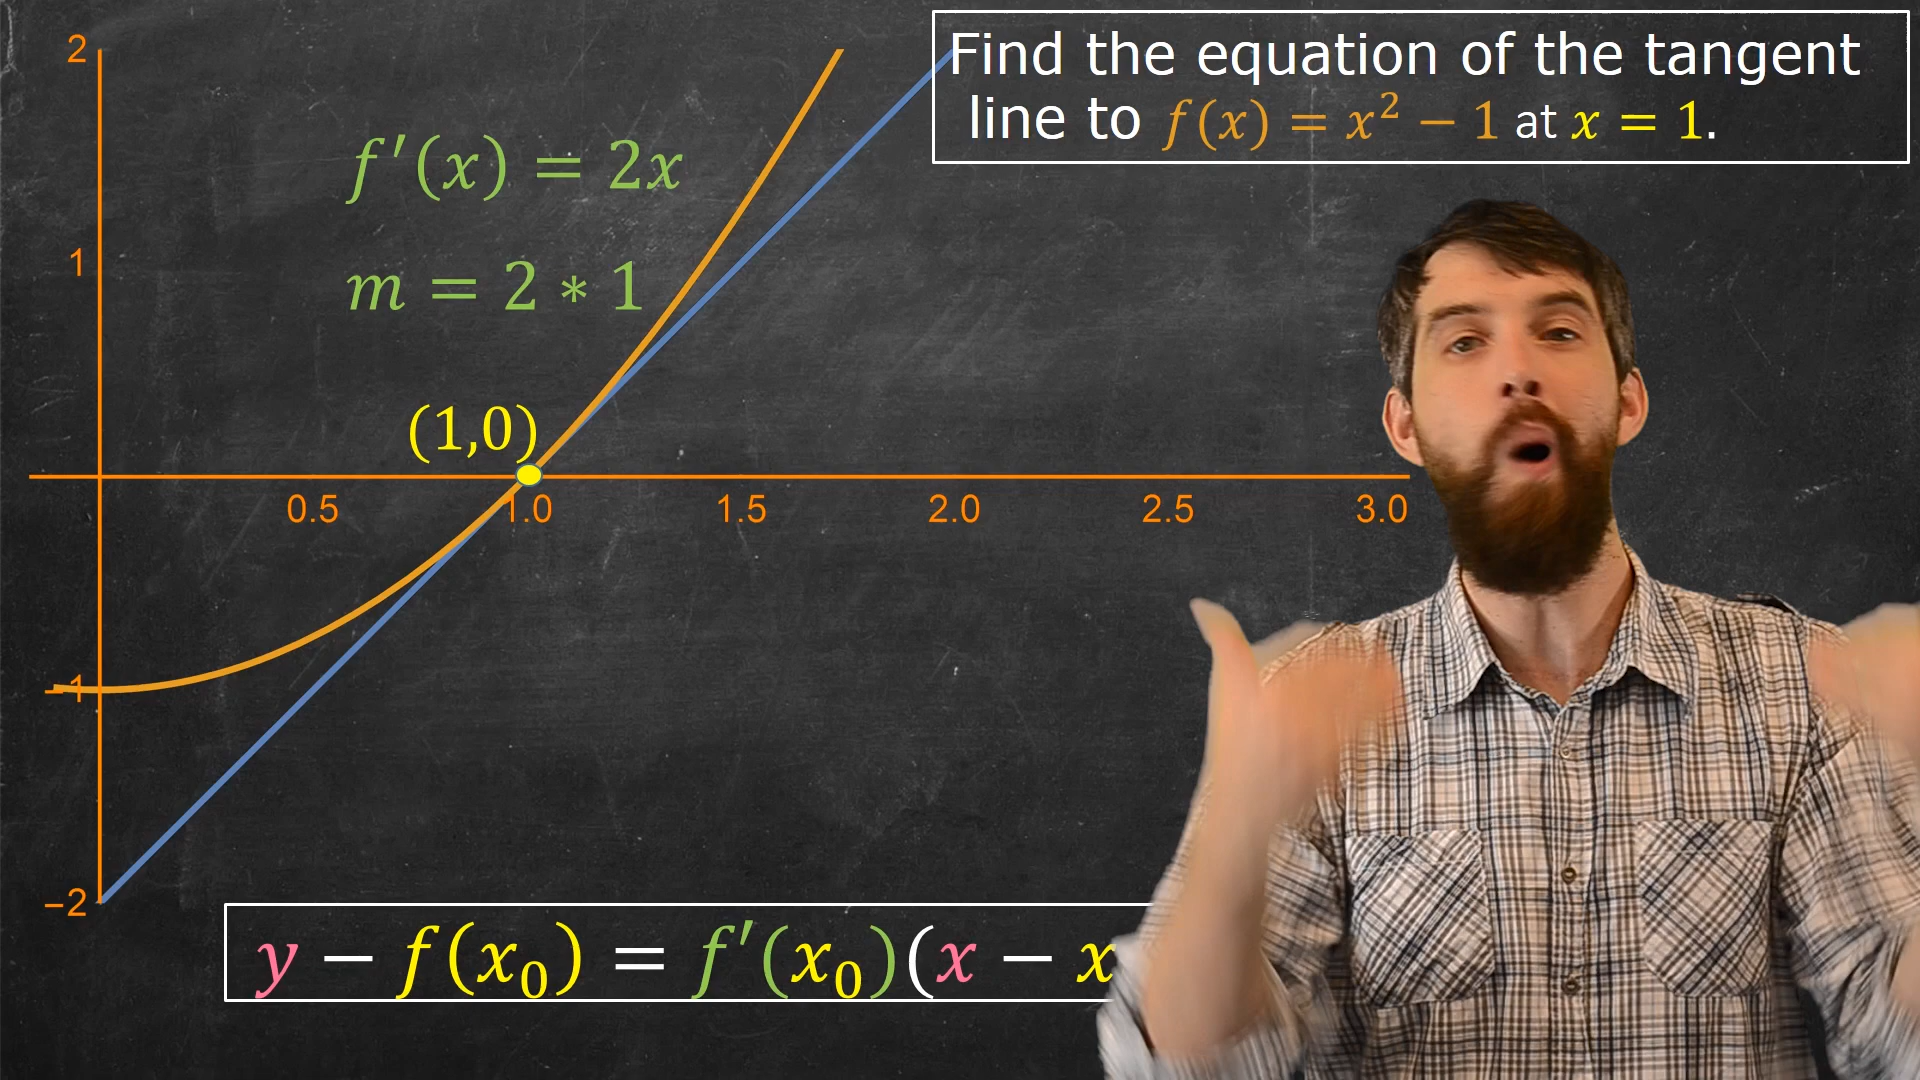 Find the equation of the tangent
line to f(x) = x² − 1 at x = 1.
2
f′(x) = 2x
1
m = 2 * 1
(1,0)
0.5 1.0 1.5 2.0 2.5 3.0
−1
−2
y − f(x₀) = f′(x₀)(x − x